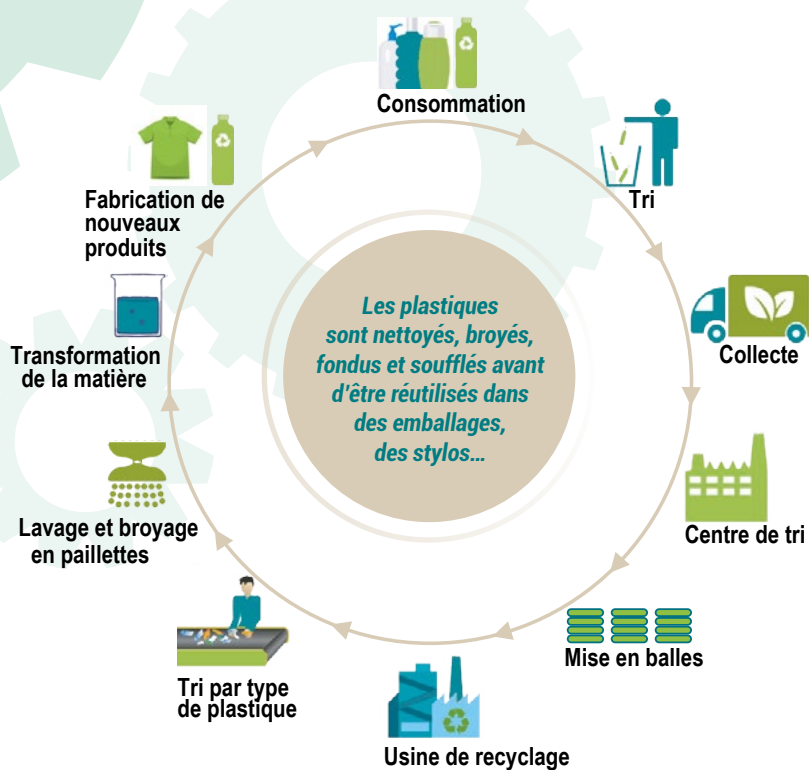 Consommation
Tri
Collecte
Centre de tri
Mise en balles
Usine de recyclage
Tri par type
de plastique
Lavage et broyage
en paillettes
Transformation
de la matière
Fabrication de
nouveaux
produits
Les plastiques
sont nettoyés, broyés,
fondus et soufflés avant
d'être réutilisés dans
des emballages,
des stylos...